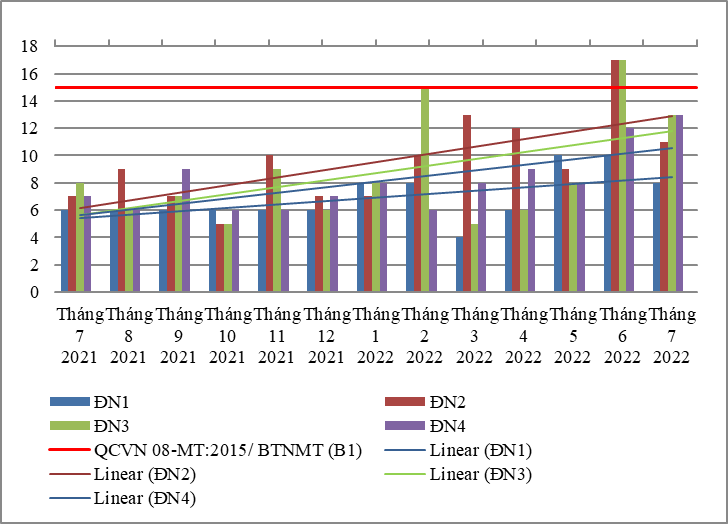 18
16
14
12
10
8
6
4
2
0
Tháng Tháng Tháng Tháng Tháng Tháng Tháng Tháng Tháng Tháng Tháng Tháng Tháng
7 8 9 10 11 12 1 2 3 4 5 6 7
2021 2021 2021 2021 2021 2021 2022 2022 2022 2022 2022 2022 2022
ĐN1 ĐN2
ĐN3 ĐN4
QCVN 08-MT:2015/ BTNMT (B1) Linear (ĐN1)
Linear (ĐN2) Linear (ĐN3)
Linear (ĐN4)